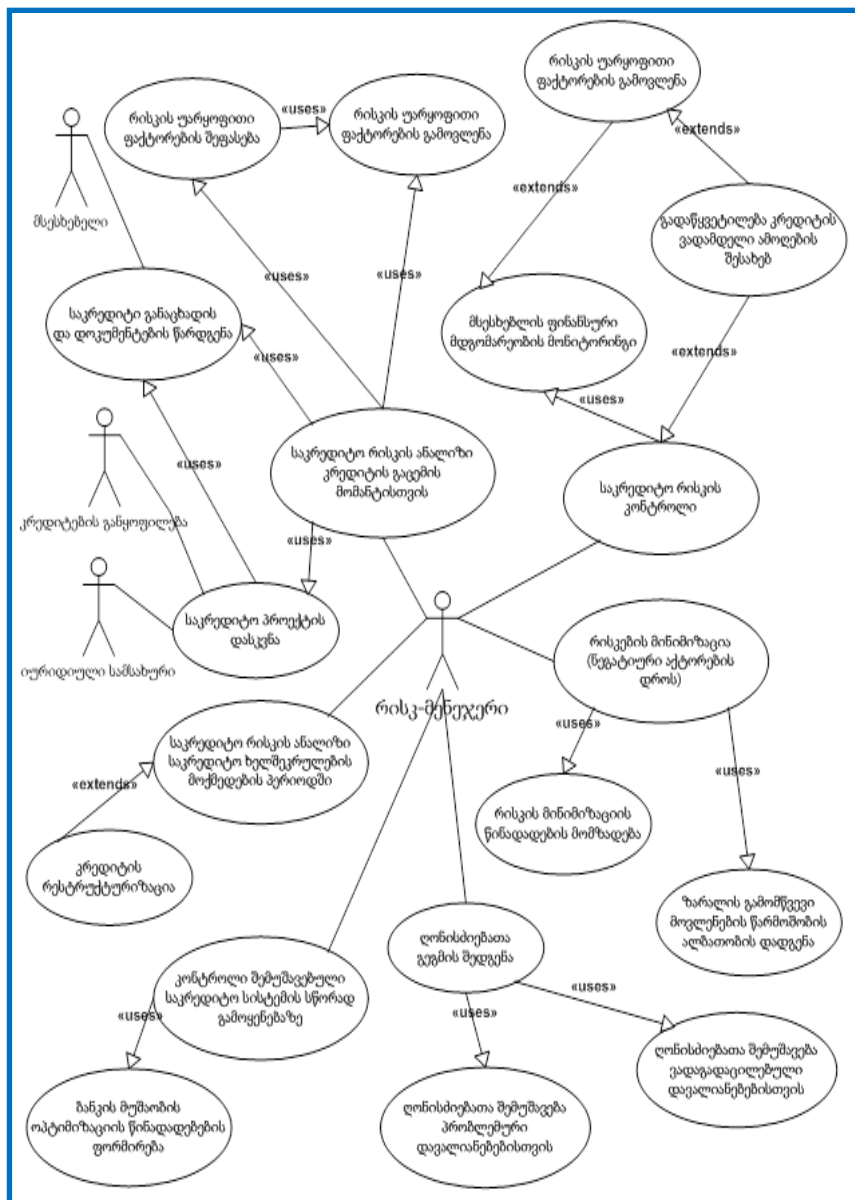 რისკის უარყოფითი
ფაქტორების გამოვლენა
რისკის უარყოფითი
ფაქტორების შეფასება
«uses»
რისკის უარყოფითი
ფაქტორების გამოვლენა
«extends»
«extends»
მსესხებელი
გადაწყვეტილება კრედიტის
ვადამდელი ამოღების
შესახებ
«uses»
«uses»
საკრედიტი განაცხადის
და დოკუმენტების წარდგენა
მსესხებლის ფინანსური
მდგომარეობის მონიტორინგი
«uses»
«extends»
«uses»
კრედიტების განყოფილება
«uses»
საკრედიტო რისკის ანალიზი
კრედიტის გაცემის
მომანტისთვის
საკრედიტო რისკის
კონტროლი
«uses»
იურიდიული სამსახური
საკრედიტო პროექტის
დასკვნა
რისკ-მენეჯერი
რისკების მინიმიზაცია
(ნეგატიური აქტორების
დროს)
საკრედიტო რისკის ანალიზი
საკრედიტო ხელშეკრულების
მოქმედების პერიოდში
«uses»
«uses»
«extends»
რისკის მინიმიზაციის
წინადადების მომზადება
კრედიტის
რესტრუქტურიზაცია
ზარალის გამომწვევი
მოვლენების წარმოშობის
ალბათობის დადგენა
ღონისძიებათა
გეგმის შედგენა
კონტროლი შემუშავებული
საკრედიტო სისტემის სწორად
გამოყენებაზე
«uses»
«uses»
«uses»
ღონისძიებათა შემუშავება
ვადაგადაცილებული
დავალიანებებისთვის
ბანკის მუშაობის
ოპტიმიზაციის წინადადებების
ფორმირება
ღონისძიებათა შემუშავება
პრობლემური
დავალიანებებისთვის